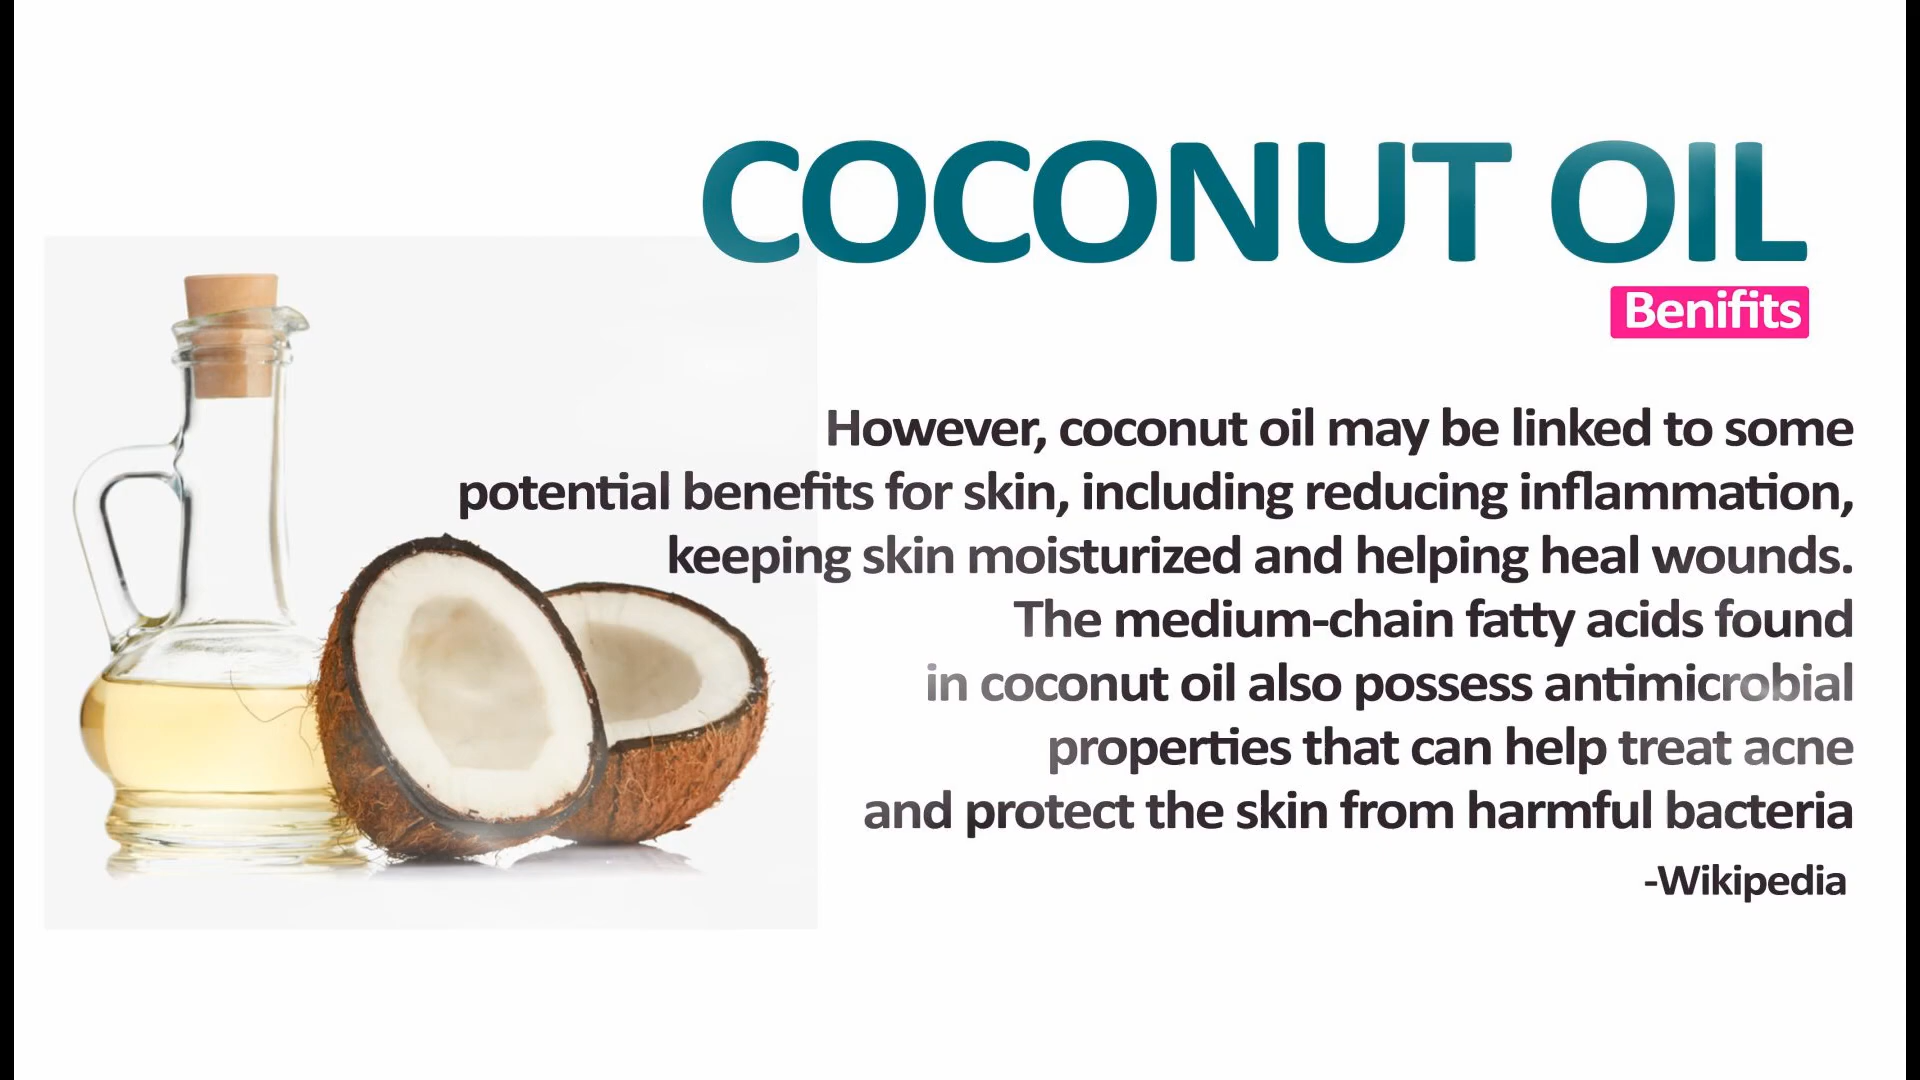 COCONUT OIL
Benifits
However, coconut oil may be linked to some
potential benefits for skin, including reducing inflammation,
keeping skin moisturized and helping heal wounds.
The medium-chain fatty acids found
in coconut oil also possess antimicrobial
properties that can help treat acne
and protect the skin from harmful bacteria
-Wikipedia